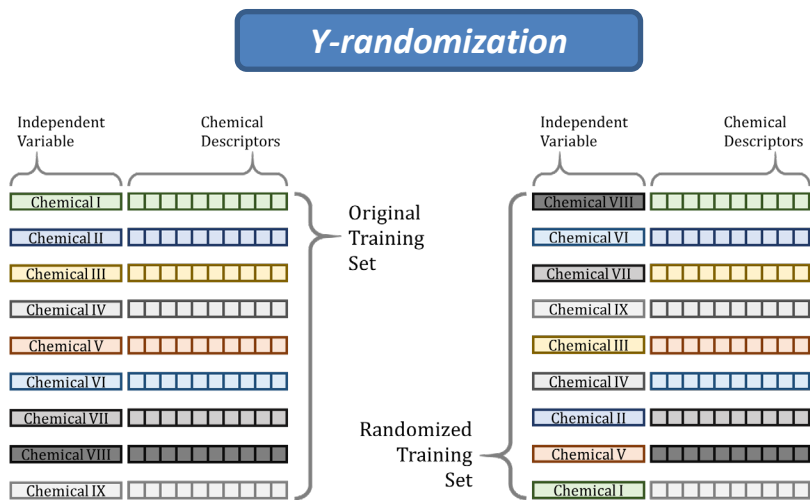 Y-randomization
Independent
Variable
Chemical
Descriptors
Chemical I
Chemical II
Chemical III
Chemical IV
Chemical V
Chemical VI
Chemical VII
Chemical VIII
Chemical IX
Original
Training
Set
Independent
Variable
Chemical
Descriptors
Chemical VIII
Chemical VI
Chemical VII
Chemical IX
Chemical III
Chemical IV
Chemical II
Chemical V
Chemical I
Randomized
Training
Set